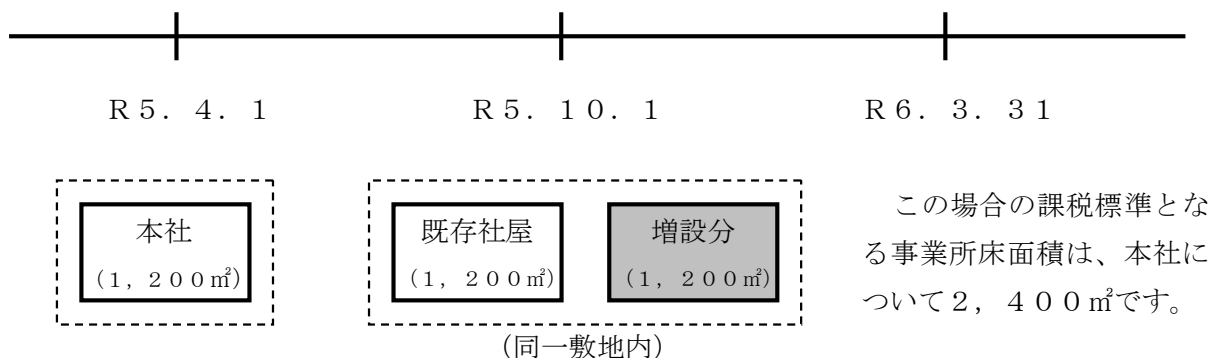 Ｒ５．４．１
Ｒ５．１０．１
Ｒ６．３．３１
本社
（１，２００㎡）
既存社屋
（１，２００㎡）
増設分
（１，２００㎡）
（同一敷地内）
この場合の課税標準とな
る事業所床面積は、本社に
ついて２，４００㎡です。